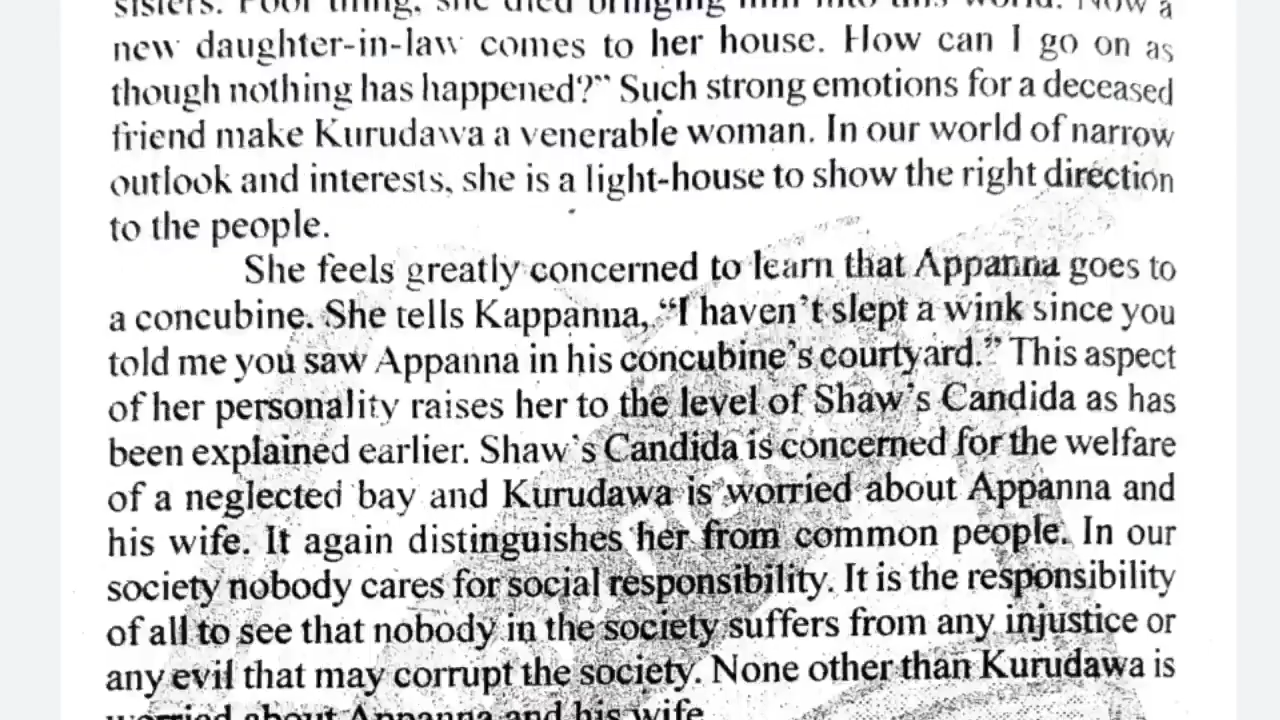 sisters. Poor thing, she died bringing him into this world. Now a
new daughter-in-law comes to her house. How can I go on as
though nothing has happened?" Such strong emotions for a deceased
friend make Kurudawa a venerable woman. In our world of narrow
outlook and interests, she is a light-house to show the right direction
to the people.
She feels greatly concerned to learn that Appanna goes to
a concubine. She tells Kappanna, "I haven't slept a wink since you
told me you saw Appanna in his concubine's courtyard." This aspect
of her personality raises her to the level of Shaw's Candida as has
been explained earlier. Shaw's Candida is concerned for the welfare
of a neglected bay and Kurudawa is worried about Appanna and
his wife. It again distinguishes her from common people. In our
society nobody cares for social responsibility. It is the responsibility
of all to see that nobody in the society suffers from any injustice or
any evil that may corrupt the society. None other than Kurudawa is
worried about Appanna and his wife.